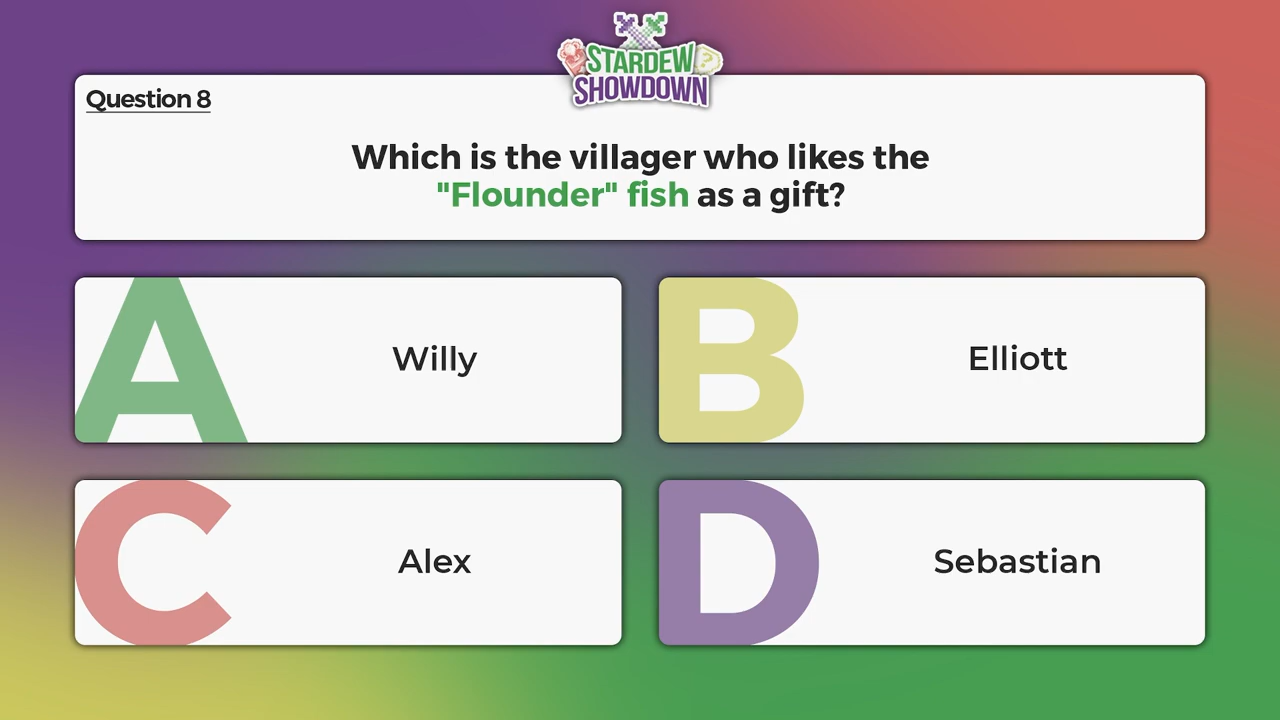 STARDEW
SHOWDOWN
Question 8
Which is the villager who likes the
"Flounder" fish as a gift?
A
Willy
B
Elliott
C
Alex
D
Sebastian